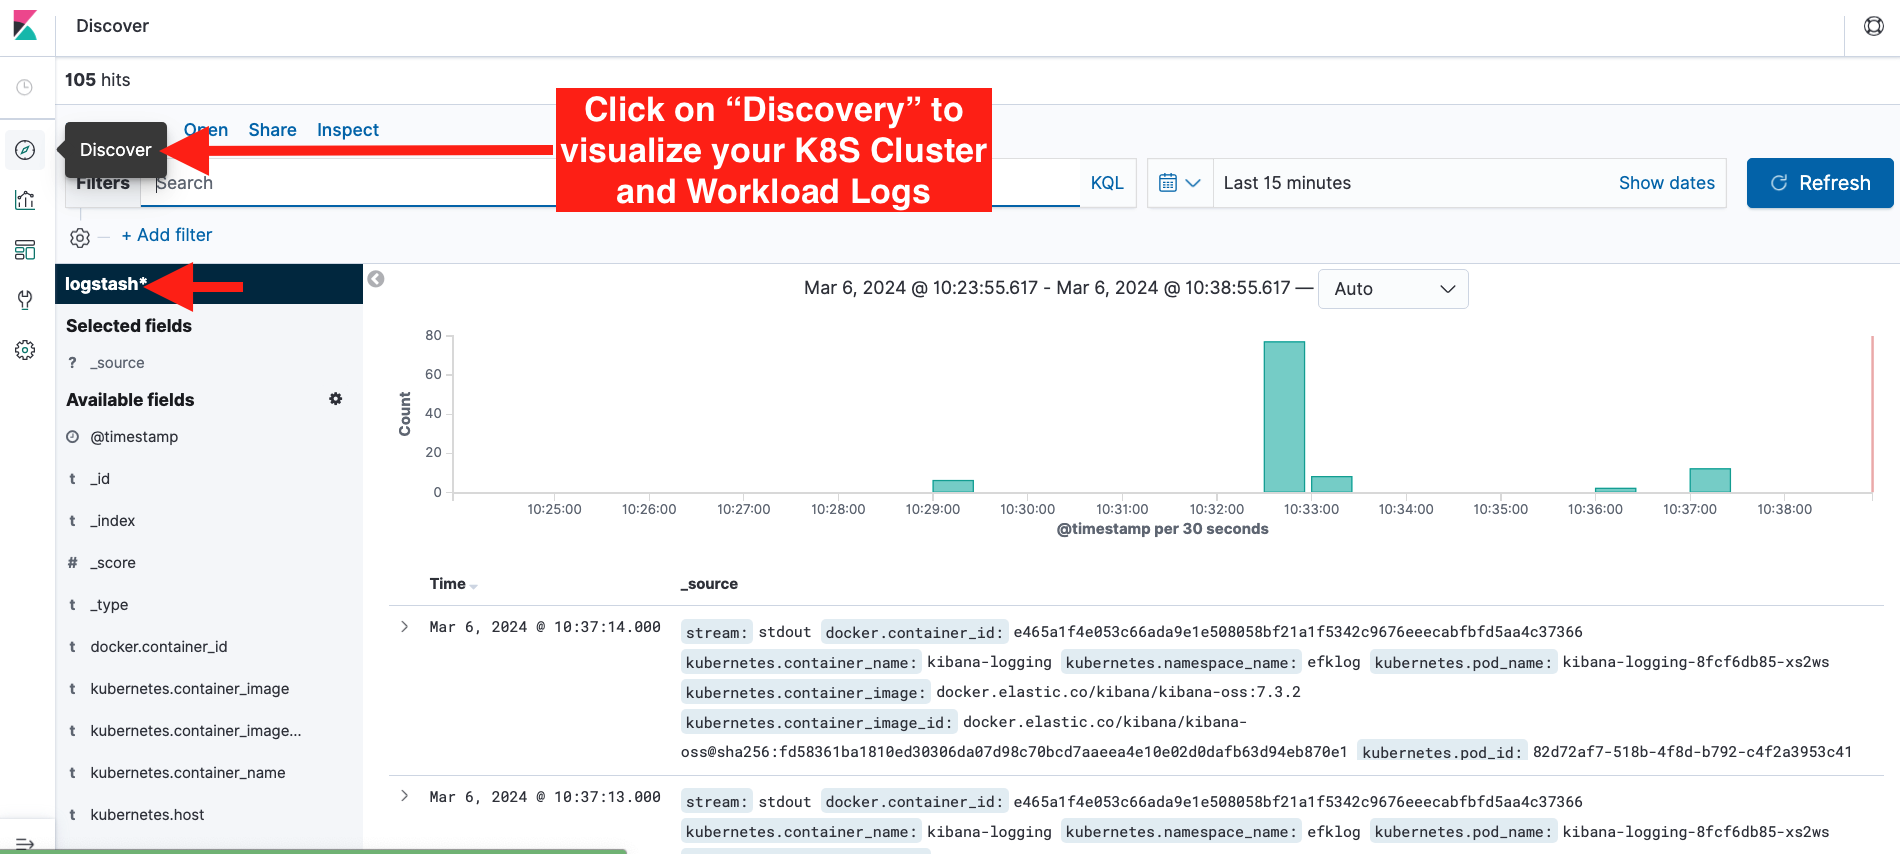 Discover
105 hits
Open Share Inspect
Discover
Click on “Discovery” to
visualize your K8S Cluster
and Workload Logs
Filters Search KQL Last 15 minutes Show dates Refresh
+ Add filter
logstash*
Selected fields
? _source
Available fields
@timestamp
t _id
t _index
# _score
t _type
t docker.container_id
t kubernetes.container_image
t kubernetes.container_image...
t kubernetes.container_name
t kubernetes.host
Mar 6, 2024 @ 10:23:55.617 - Mar 6, 2024 @ 10:38:55.617 — Auto
80
60
40
20
0
Count
10:25:00 10:26:00 10:27:00 10:28:00 10:29:00 10:30:00 10:31:00 10:32:00 10:33:00 10:34:00 10:35:00 10:36:00 10:37:00 10:38:00
@timestamp per 30 seconds
Time _source
Mar 6, 2024 @ 10:37:14.000 stream: stdout docker.container_id: e465a1f4e053c66ada9e1e508058bf21a1f5342c9676eeecabfbfd5aa4c37366
kubernetes.container_name: kibana-logging kubernetes.namespace_name: efklog kubernetes.pod_name: kibana-logging-8fcf6db85-xs2ws
kubernetes.container_image: docker.elastic.co/kibana/kibana-oss:7.3.2
kubernetes.container_image_id: docker.elastic.co/kibana/kibana-
oss@sha256:fd58361ba1810ed30306da07d98c70bcd7aaeea4e10e02d0dafb63d94eb870e1 kubernetes.pod_id: 82d72af7-518b-4f8d-b792-c4f2a3953c41
Mar 6, 2024 @ 10:37:13.000 stream: stdout docker.container_id: e465a1f4e053c66ada9e1e508058bf21a1f5342c9676eeecabfbfd5aa4c37366
kubernetes.container_name: kibana-logging kubernetes.namespace_name: efklog kubernetes.pod_name: kibana-logging-8fcf6db85-xs2ws